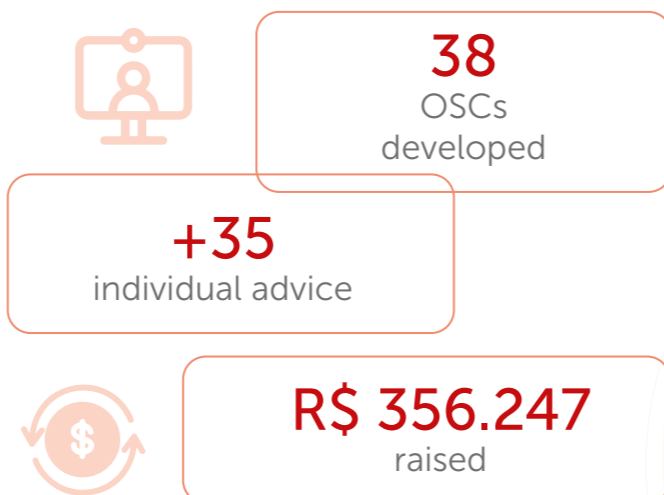 38
OSCs
developed
+35
individual advice
$
R$ 356.247
raised